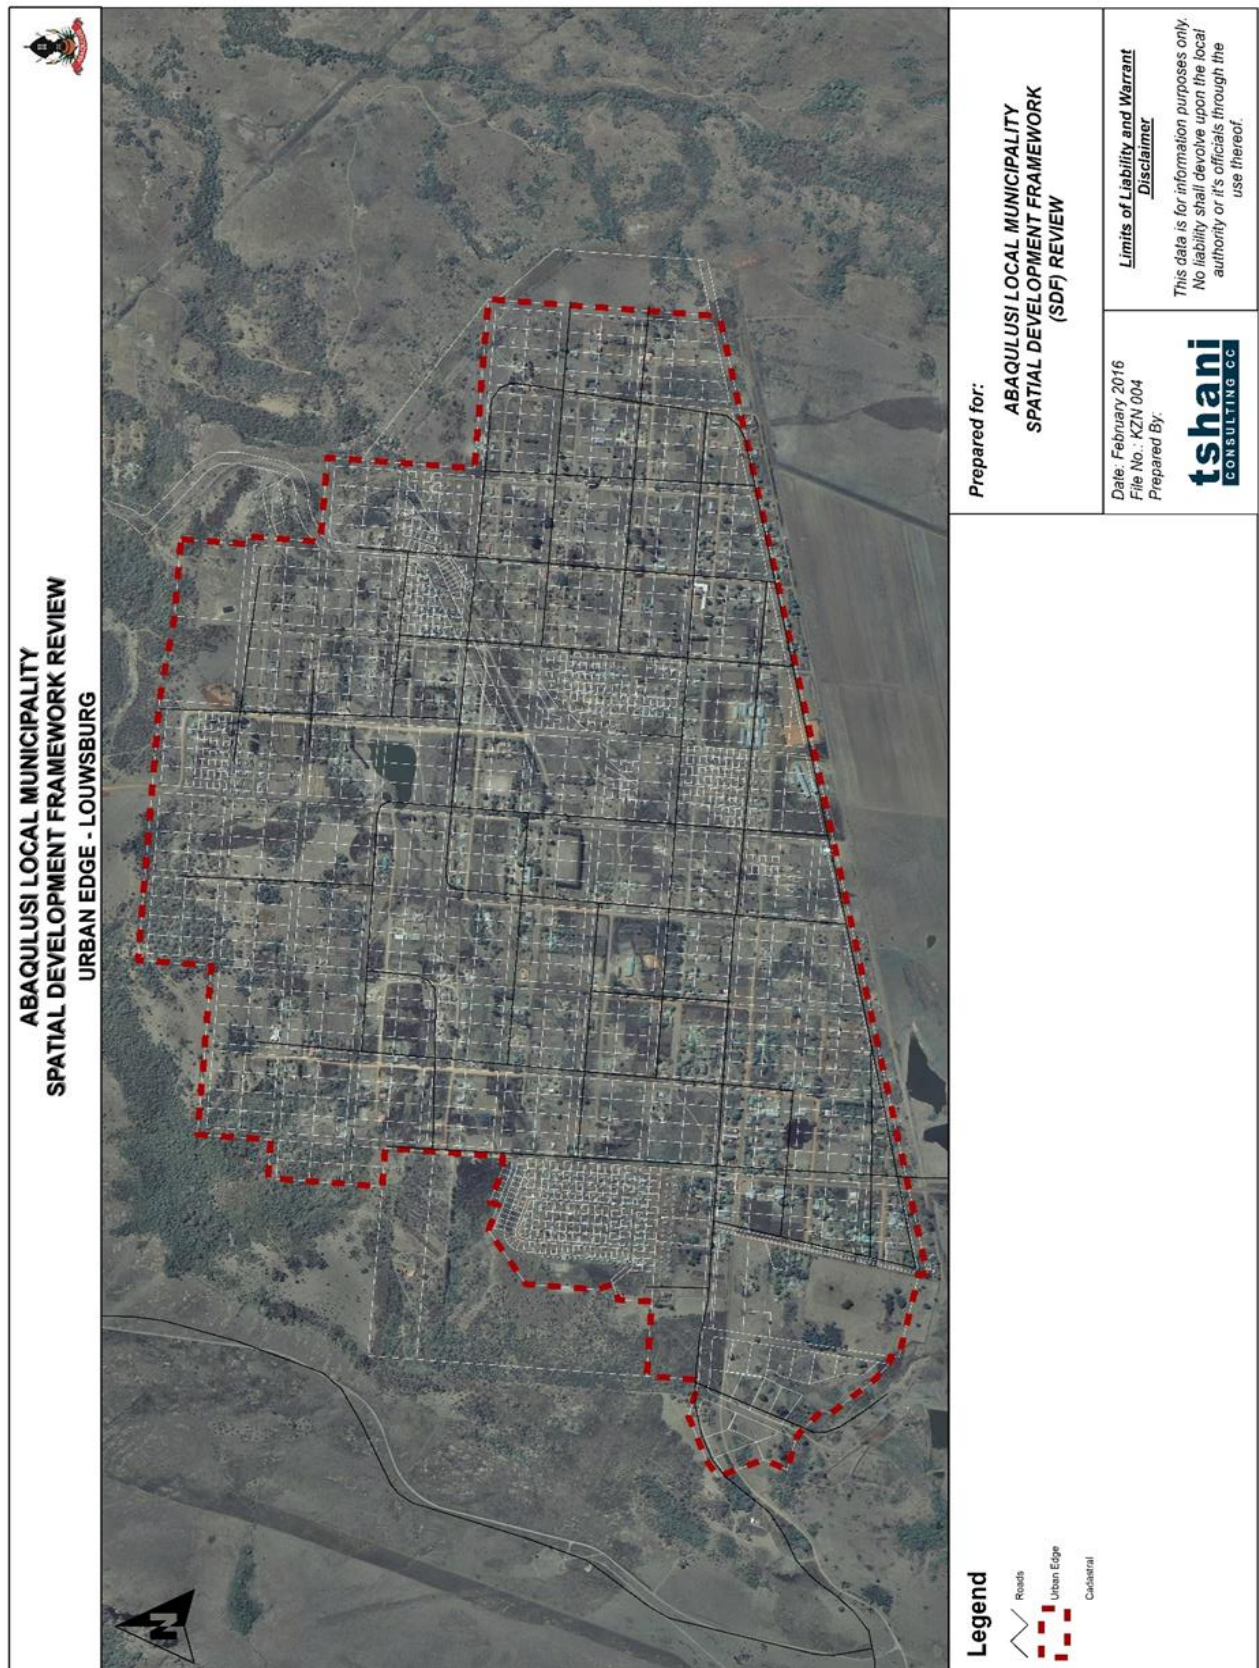 ABAQULUSI LOCAL MUNICIPALITY
SPATIAL DEVELOPMENT FRAMEWORK REVIEW
URBAN EDGE - LOUWSBURG
N
Legend
Roads
Urban Edge
Cadastral
Prepared for:
ABAQULUSI LOCAL MUNICIPALITY
SPATIAL DEVELOPMENT FRAMEWORK
(SDF) REVIEW
Date: February 2016
File No.: KZN 004
Prepared By:
tshani
CONSULTING CC
Limits of Liability and Warrant
Disclaimer
This data is for information purposes only.
No liability shall devolve upon the local
authority or it's officials through the
use thereof.